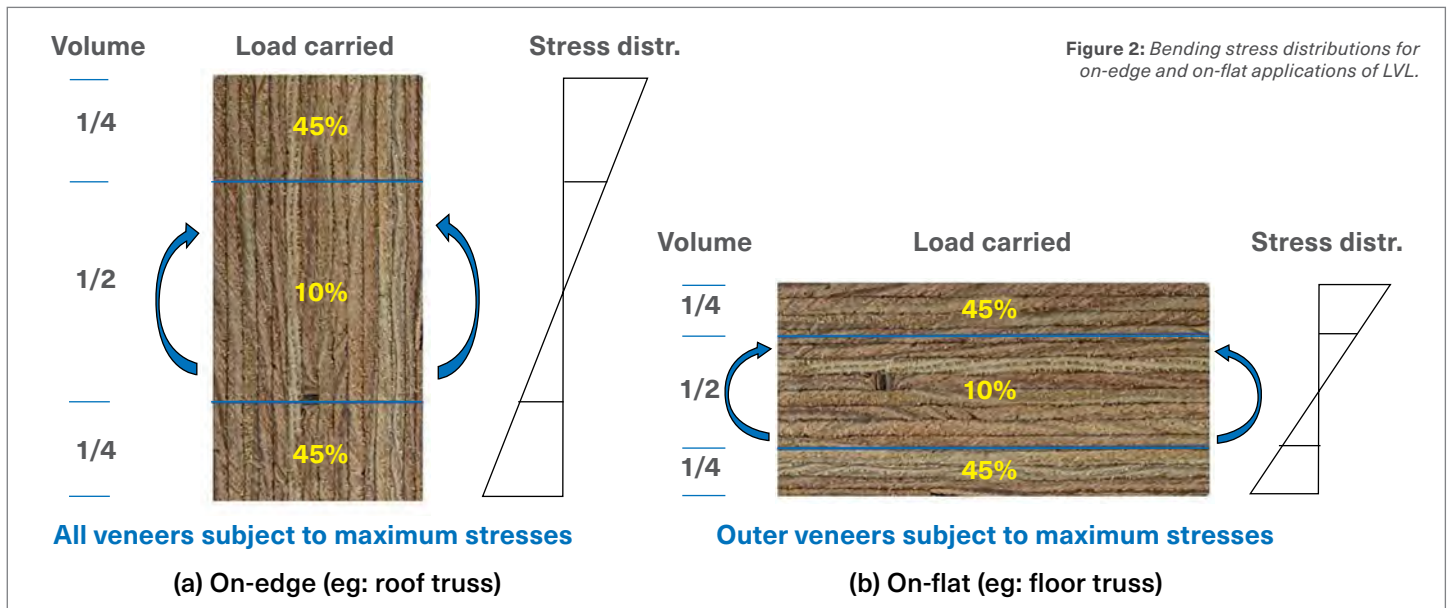 Volume
Load carried
Stress distr.
Figure 2: Bending stress distributions for
on-edge and on-flat applications of LVL.
1/4
45%
1/2
10%
1/4
45%
All veneers subject to maximum stresses
(a) On-edge (eg: roof truss)
Volume
Load carried
Stress distr.
1/4
45%
1/2
10%
1/4
45%
Outer veneers subject to maximum stresses
(b) On-flat (eg: floor truss)